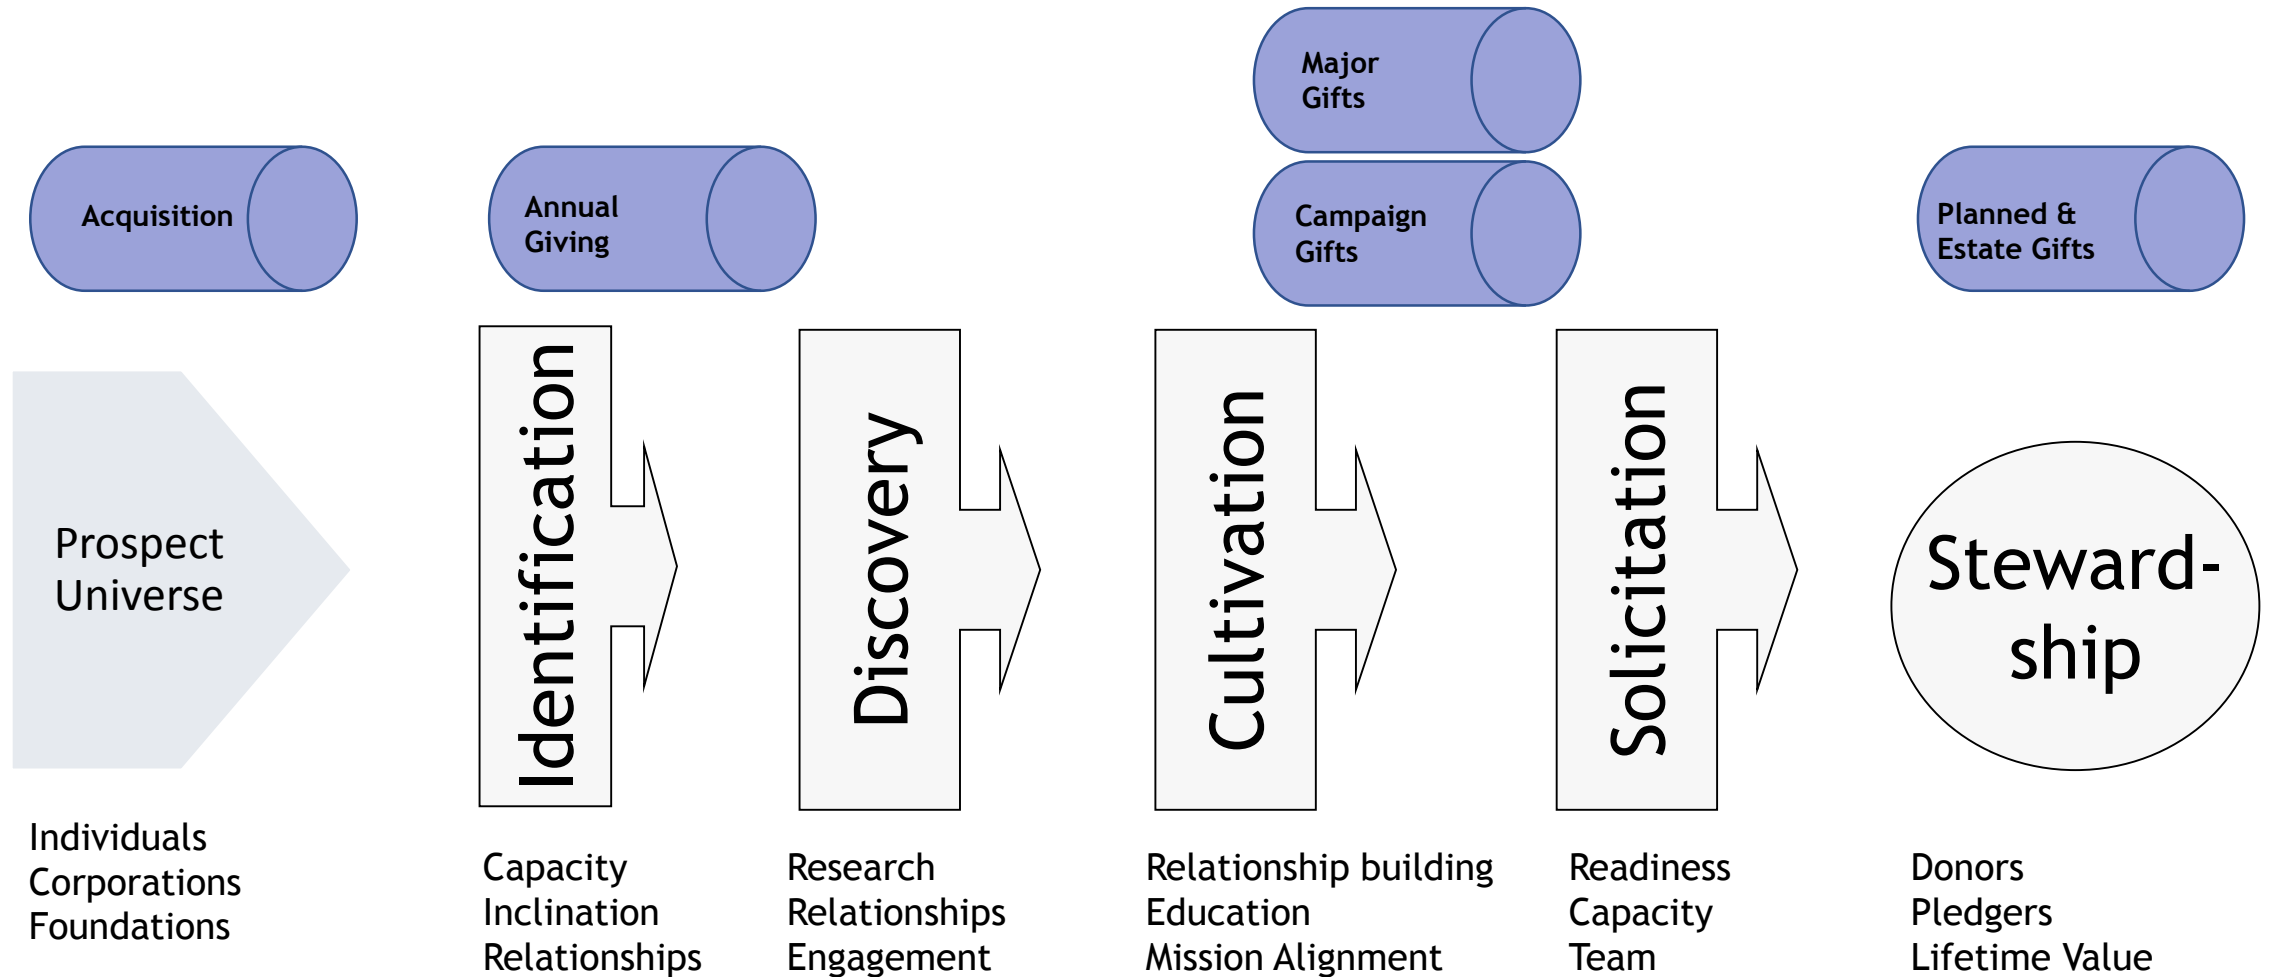 Major
Gifts
Acquisition
Annual
Giving
Campaign
Gifts
Planned &
Estate Gifts
Prospect
Universe
Identification
Discovery
Cultivation
Solicitation
Steward-
ship
Individuals
Corporations
Foundations
Capacity
Inclination
Relationships
Research
Relationships
Engagement
Relationship building
Education
Mission Alignment
Readiness
Capacity
Team
Donors
Pledgers
Lifetime Value